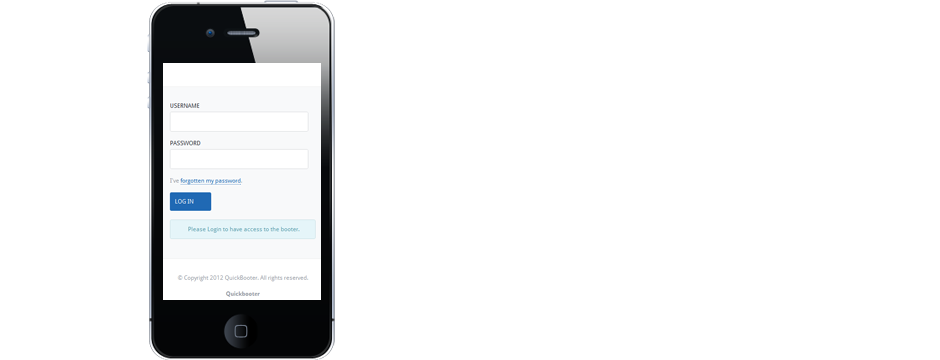 USERNAME
PASSWORD
I've forgotten my password.
LOG IN
Please Login to have access to the booter.
© Copyright 2012 QuickBooter. All rights reserved.
Quickbooter